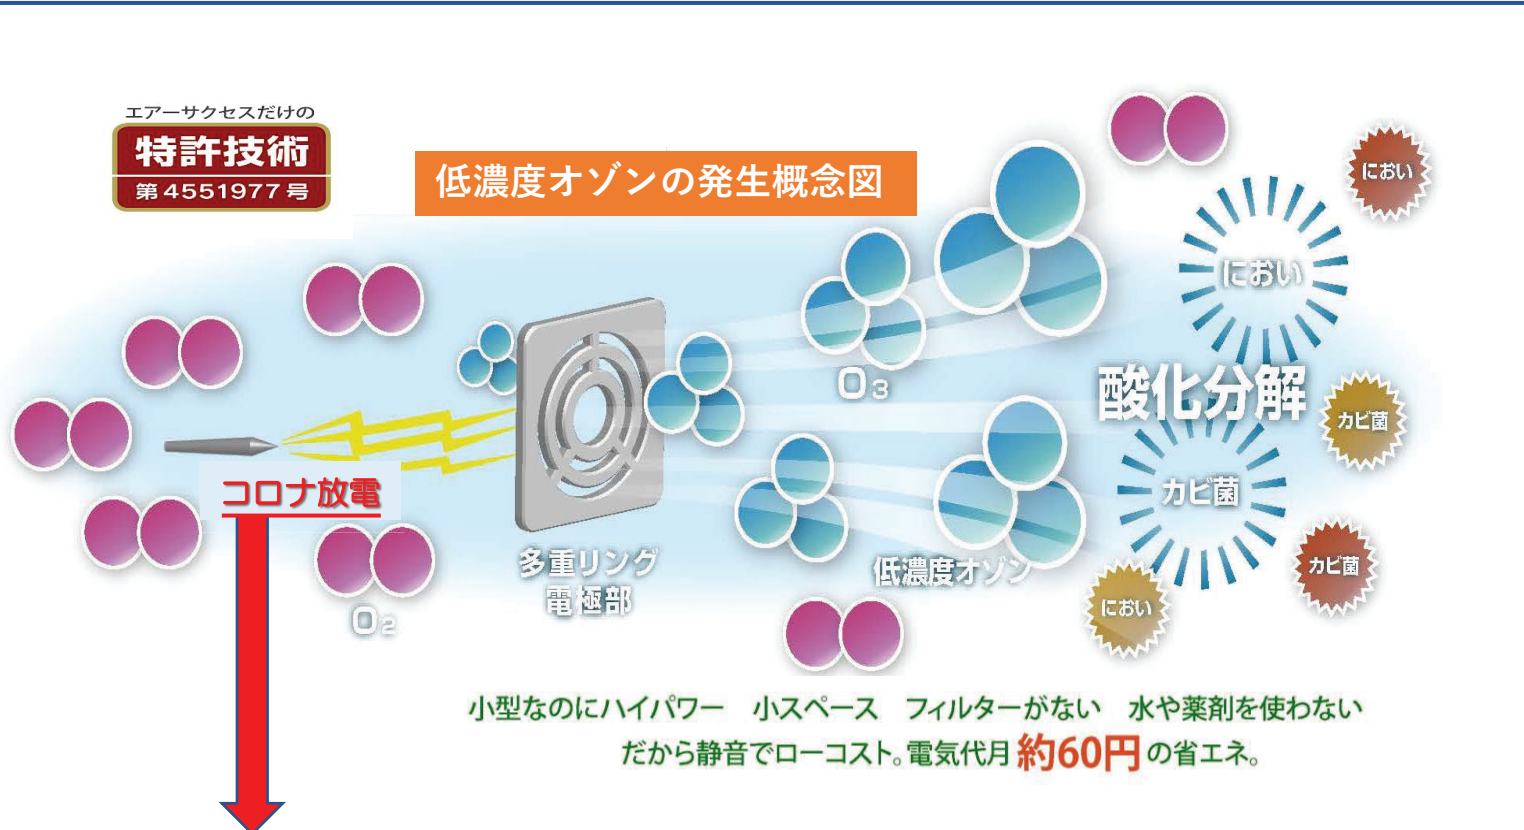 エアーサクセスだけの
特許技術
第4551977号
低濃度オゾンの発生概念図
におい
におい
O3
酸化分解
カビ菌
コロナ放電
カビ菌
多重リング
電極部
低濃度オゾン
カビ菌
におい
O2
小型なのにハイパワー　小スペース　フィルターがない　水や薬剤を使わない
だから静音でローコスト。電気代月約60円の省エネ。